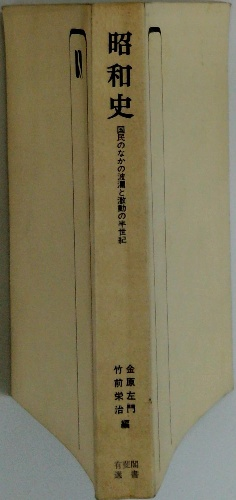 昭和史
国民のなかの波瀾と激動の半世紀
金原左門
竹前栄治
編
有斐閣
選書